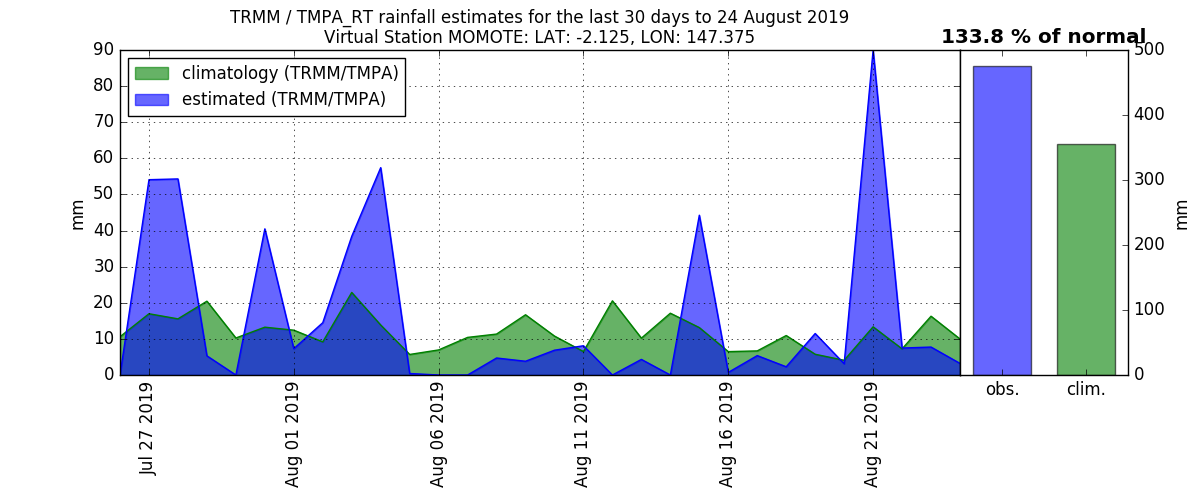 TRMM / TMPA_RT rainfall estimates for the last 30 days to 24 August 2019
Virtual Station MOMOTE: LAT: -2.125, LON: 147.375
133.8 % of normal
climatology (TRMM/TMPA)
estimated (TRMM/TMPA)
90
80
70
60
50
40
30
20
10
0
mm
Jul 27 2019
Aug 01 2019
Aug 06 2019
Aug 11 2019
Aug 16 2019
Aug 21 2019
obs.
clim.
500
400
300
200
100
0
mm